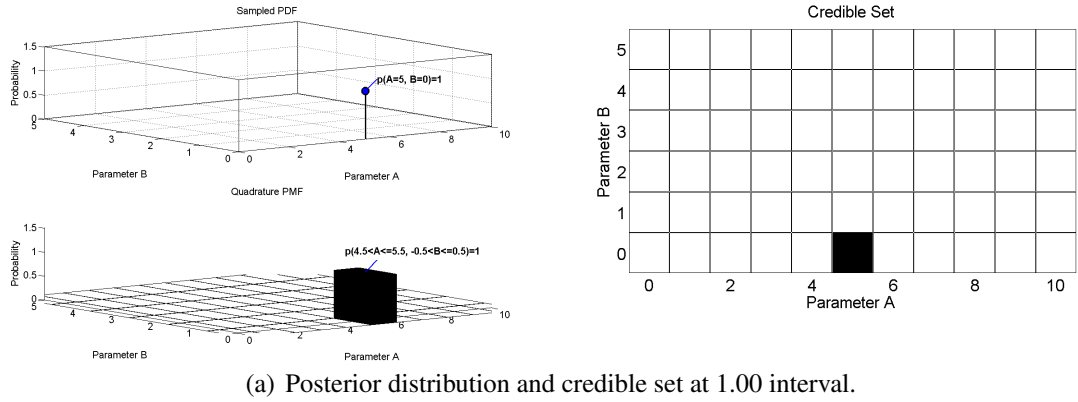 Sampled PDF
1.5
1
0.5
0
Probability
p(A=5, B=0)=1
5
4
3
2
1
0
0
2
4
6
8
10
Parameter B
Parameter A
Quadrature PMF
1.5
1
0.5
0
Probability
p(4.5<A<=5.5, -0.5<B<=0.5)=1
5
4
3
2
1
0
0
2
4
6
8
10
Parameter B
Parameter A
Credible Set
5
4
3
2
1
0
Parameter B
0 2 4 6 8 10
Parameter A
(a) Posterior distribution and credible set at 1.00 interval.